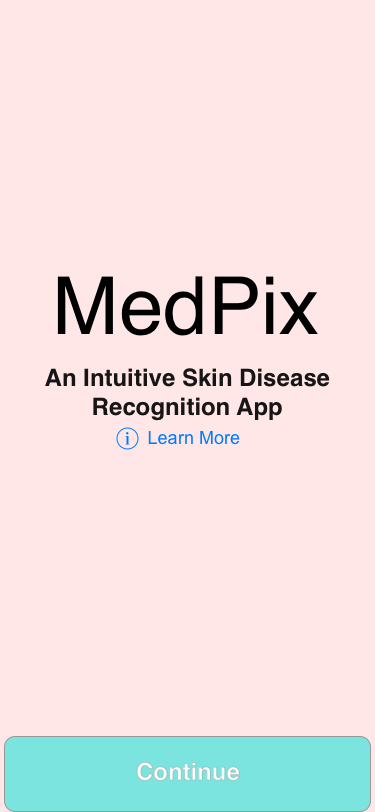 MedPix
An Intuitive Skin Disease
Recognition App
Learn More
Continue